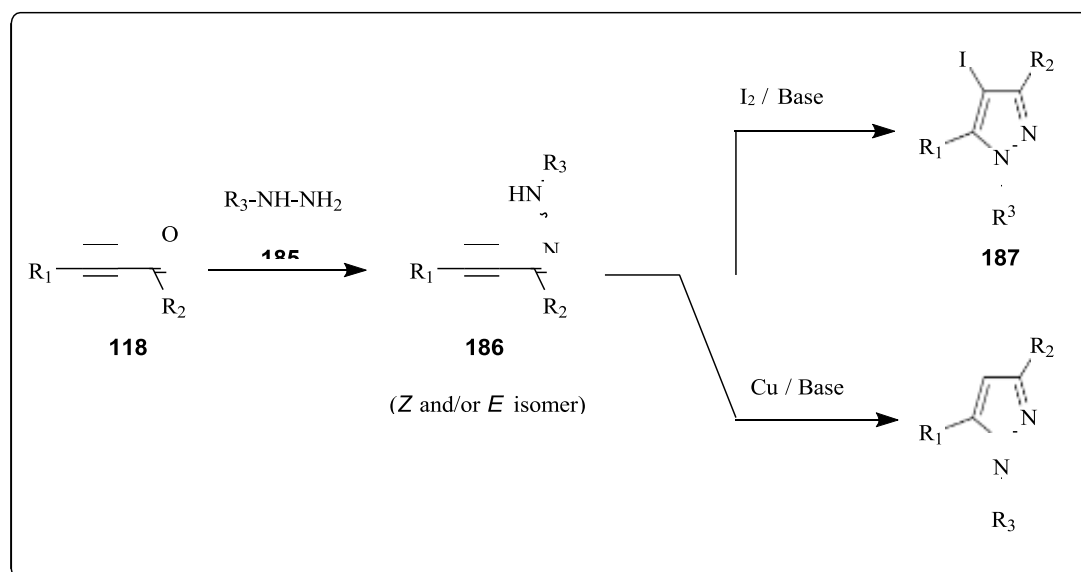 I
R2
I2 / Base
N
R1
N
R3
187
R3
HN
R3-NH-NH2
O
N
185
R1
R2
118
R1
R2
186
(Z and/or E isomer)
R2
Cu / Base
N
R1
N
R3